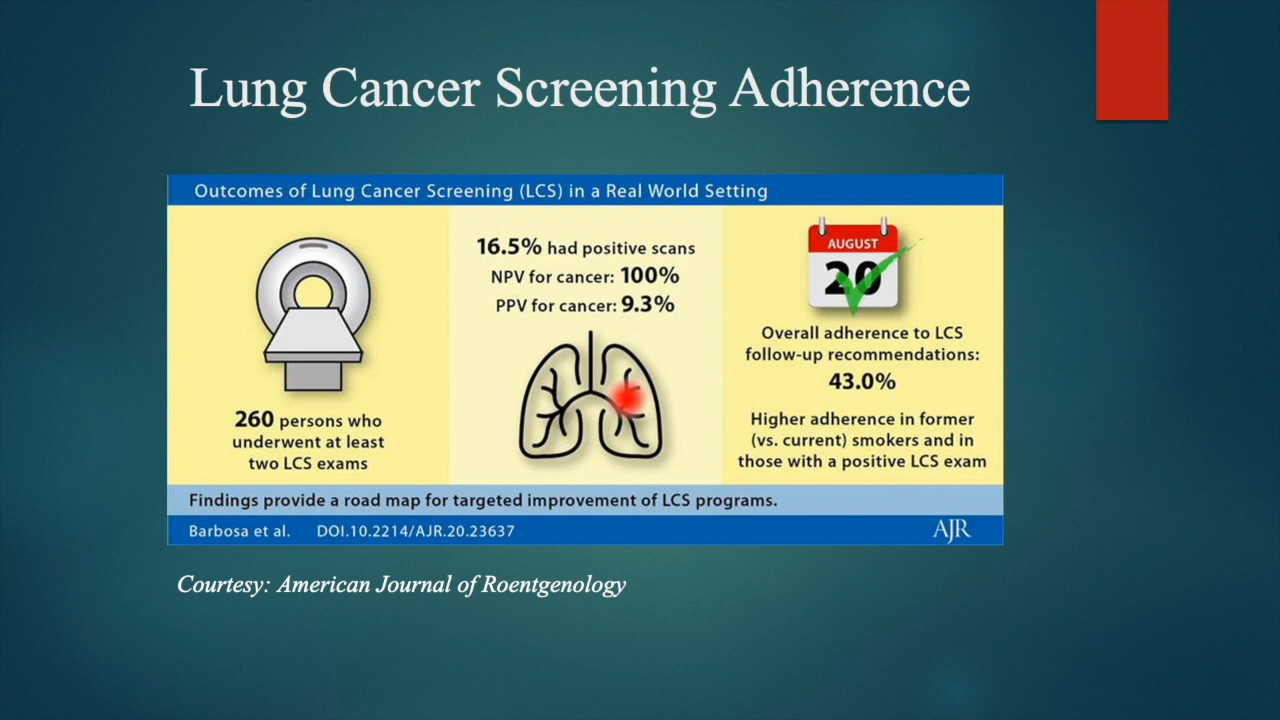 Lung Cancer Screening Adherence
Outcomes of Lung Cancer Screening (LCS) in a Real World Setting
260 persons who
underwent at least
two LCS exams
16.5% had positive scans
NPV for cancer: 100%
PPV for cancer: 9.3%
AUGUST
20
Overall adherence to LCS
follow-up recommendations:
43.0%
Higher adherence in former
(vs. current) smokers and in
those with a positive LCS exam
Findings provide a road map for targeted improvement of LCS programs.
Barbosa et al. DOI.10.2214/AJR.20.23637
AJR
Courtesy: American Journal of Roentgenology